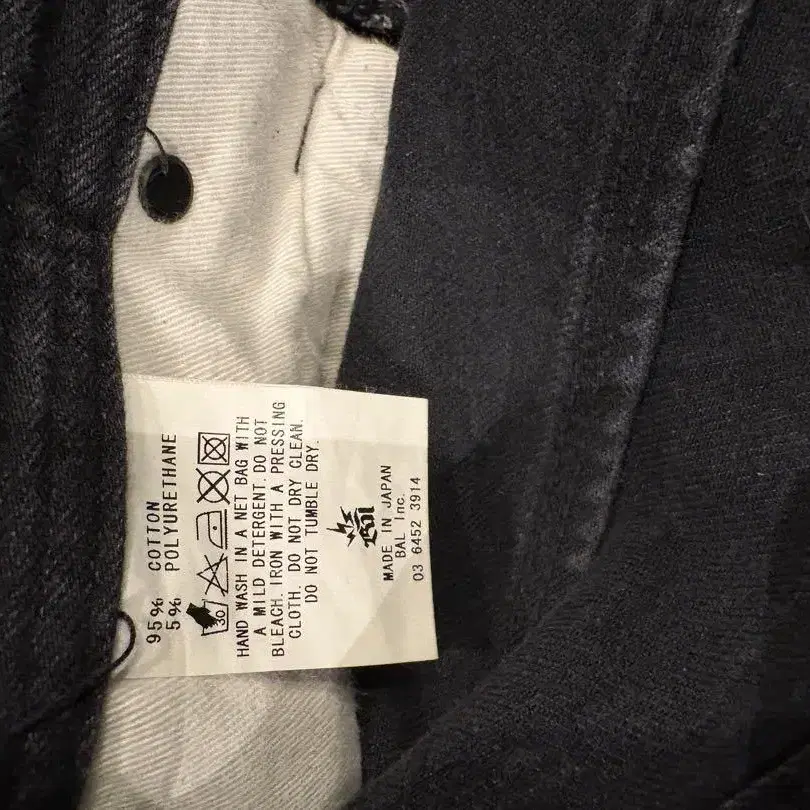 95% COTTON
5% POLYURETHANE
30
HAND WASH IN A NET BAG WITH
A MILD DETERGENT. DO NOT
BLEACH. IRON WITH A PRESSING
CLOTH. DO NOT DRY CLEAN.
DO NOT TUMBLE DRY.
MADE IN JAPAN
BAL Inc.
03 6452 3914